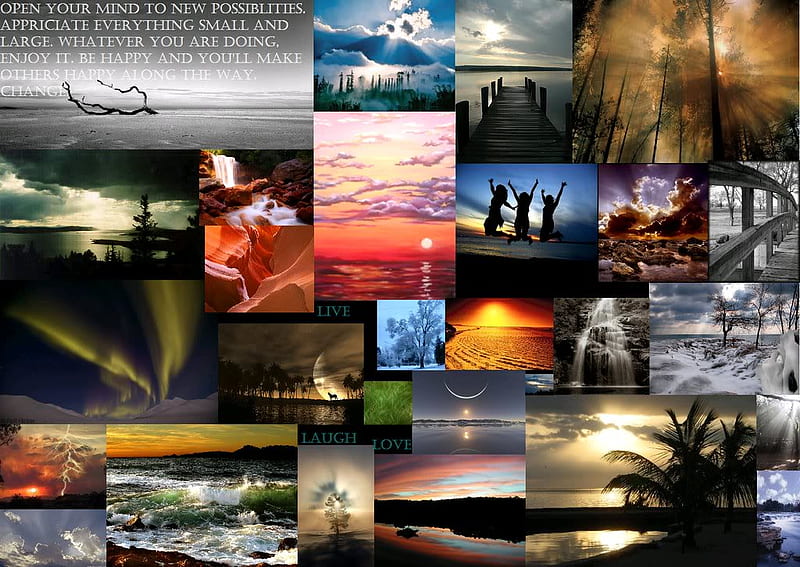 OPEN YOUR MIND TO NEW POSSIBLITIES.
APPRICIATE EVERYTHING SMALL AND
LARGE. WHATEVER YOU ARE DOING,
ENJOY IT. BE HAPPY AND YOU'LL MAKE
OTHERS HAPPY ALONG THE WAY.
CHANGE
LIVE
LAUGH
LOVE